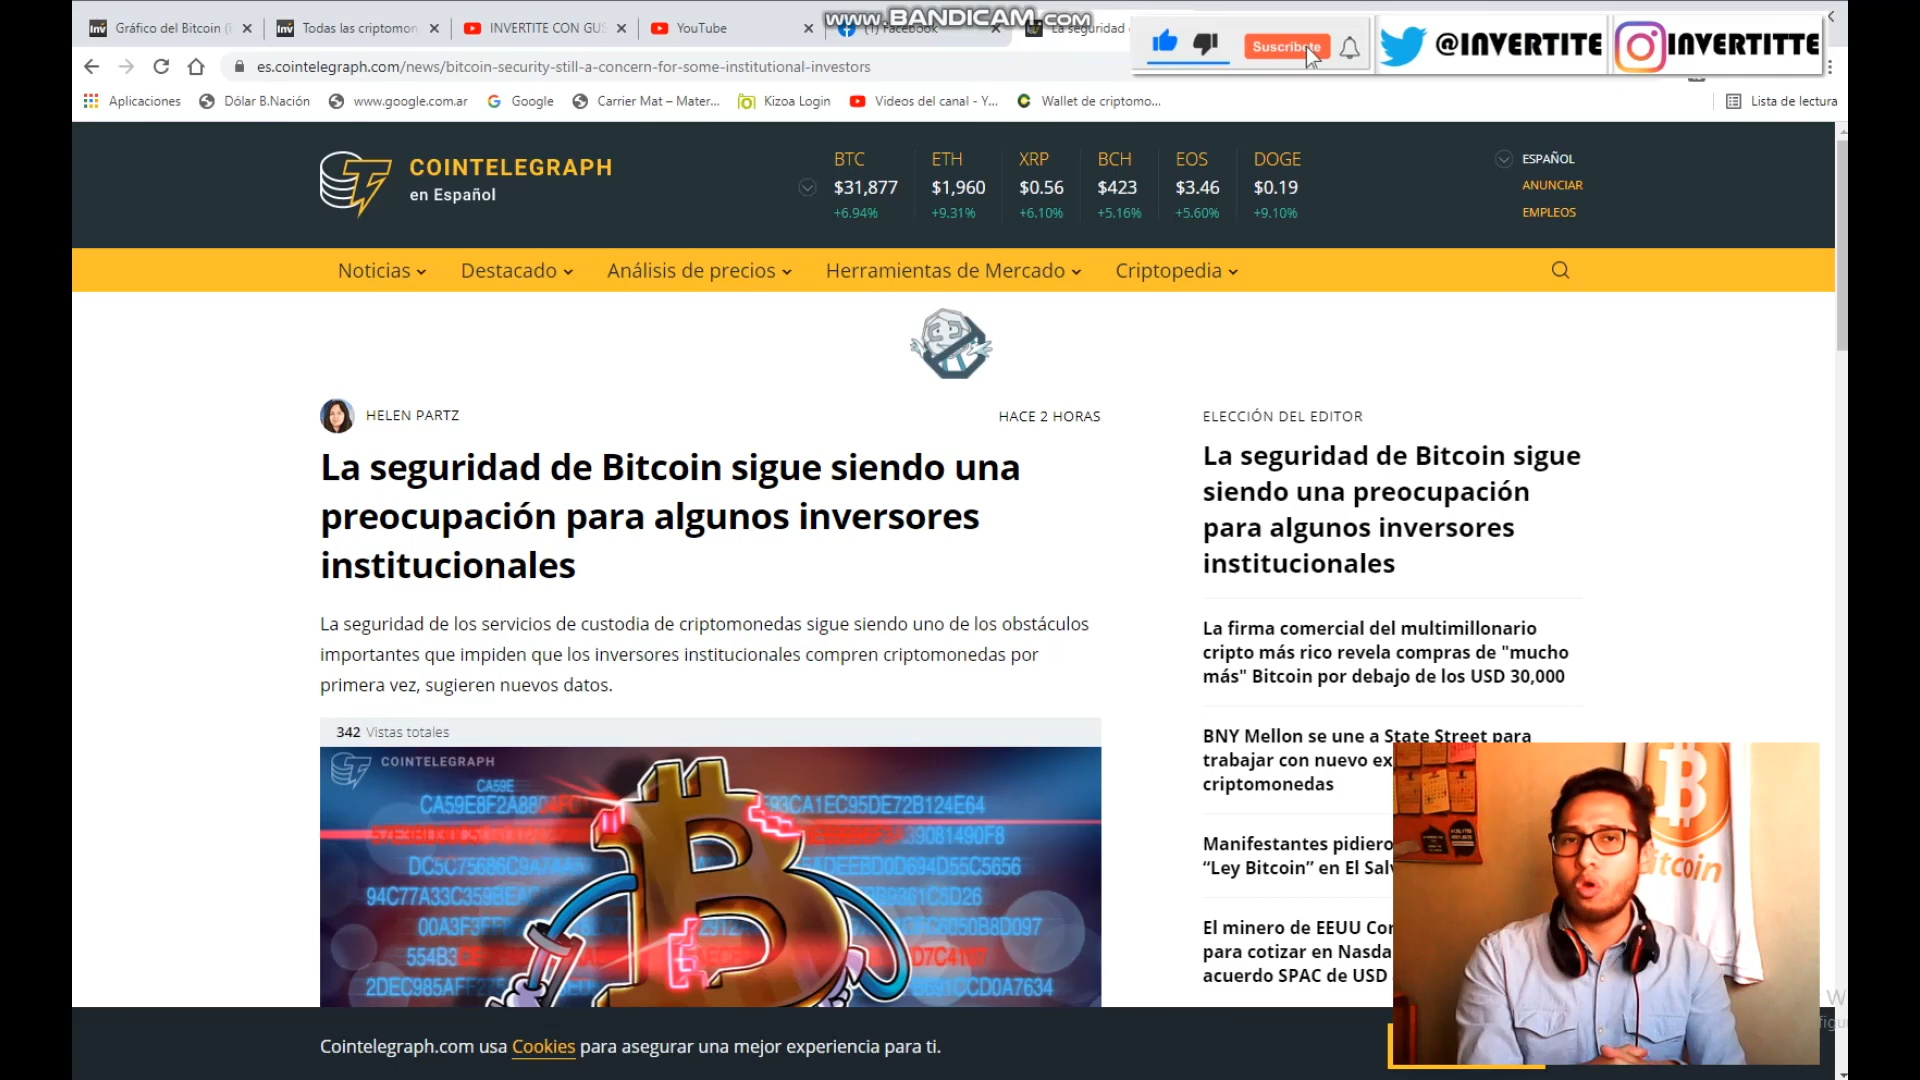 www.BANDICAM.com
Gráfico del Bitcoin (
Todas las criptomon
INVERTITE CON GUS
YouTube
(1) Facebook
La seguridad
Suscribete
@INVERTITE
INVERTITTE
es.cointelegraph.com/news/bitcoin-security-still-a-concern-for-some-institutional-investors
Aplicaciones
Dólar B.Nación
www.google.com.ar
Google
Carrier Mat – Mater...
Kizoa Login
Videos del canal - Y...
Wallet de criptomo...
Lista de lectura
COINTELEGRAPH
en Español
BTC ETH XRP BCH EOS DOGE
$31,877 $1,960 $0.56 $423 $3.46 $0.19
+6.94% +9.31% +6.10% +5.16% +5.60% +9.10%
ESPAÑOL
ANUNCIAR
EMPLEOS
Noticias Destacado Análisis de precios Herramientas de Mercado Criptopedia
HELEN PARTZ
HACE 2 HORAS
La seguridad de Bitcoin sigue siendo una
preocupación para algunos inversores
institucionales
La seguridad de los servicios de custodia de criptomonedas sigue siendo uno de los obstáculos
importantes que impiden que los inversores institucionales compren criptomonedas por
primera vez, sugieren nuevos datos.
342 Vistas totales
COINTELEGRAPH
CA59E
DC5C75686C9A7AA
94C77A33C359BEA
554B3
2DEC985AFF
ELECCIÓN DEL EDITOR
La seguridad de Bitcoin sigue
siendo una preocupación
para algunos inversores
institucionales
La firma comercial del multimillonario
cripto más rico revela compras de "mucho
más" Bitcoin por debajo de los USD 30,000
BNY Mellon se une a State Street para
trabajar con nuevo ex
criptomonedas
Manifestantes pidiero
“Ley Bitcoin” en El Salv
El minero de EEUU Cor
para cotizar en Nasda
acuerdo SPAC de USD
itcoin
Cointelegraph.com usa Cookies para asegurar una mejor experiencia para ti.